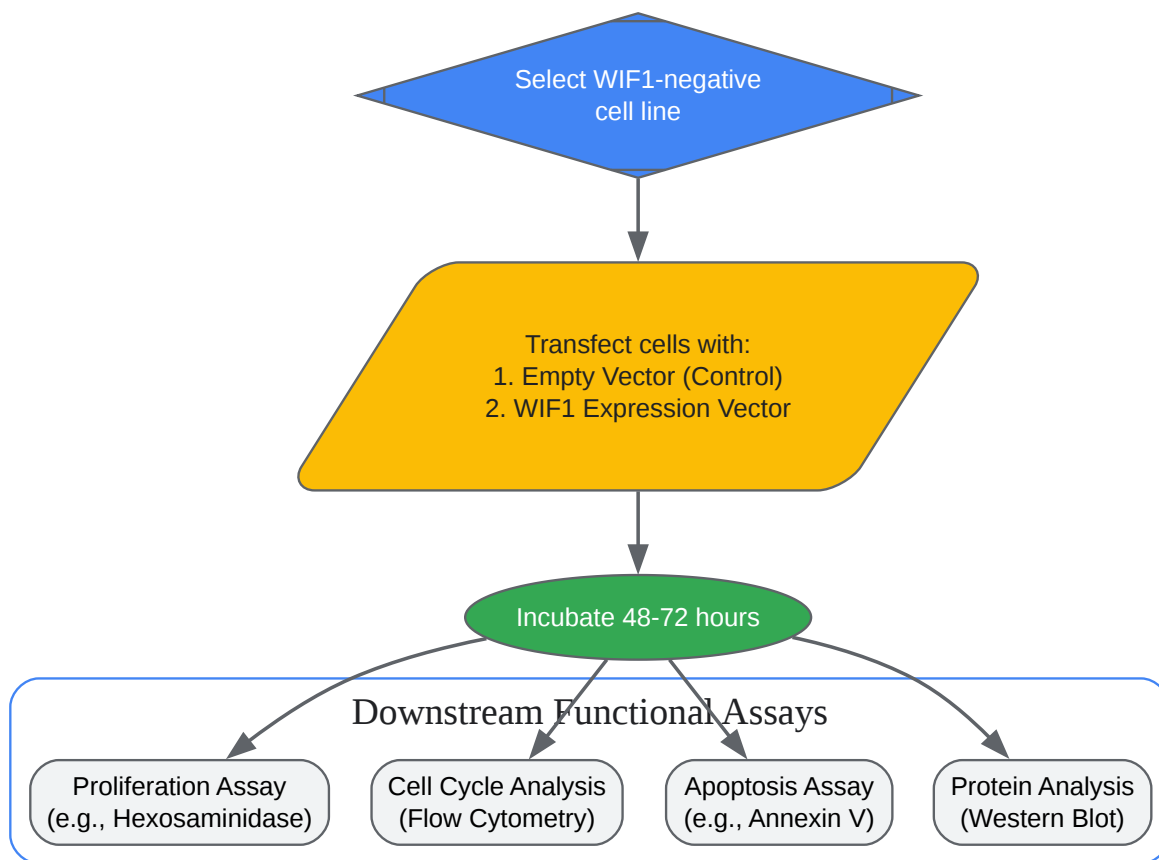 Select WIF1-negative
cell line
Transfect cells with:
1. Empty Vector (Control)
2. WIF1 Expression Vector
Incubate 48-72 hours
Downstream Functional Assays
Proliferation Assay
(e.g., Hexosaminidase)
Cell Cycle Analysis
(Flow Cytometry)
Apoptosis Assay
(e.g., Annexin V)
Protein Analysis
(Western Blot)